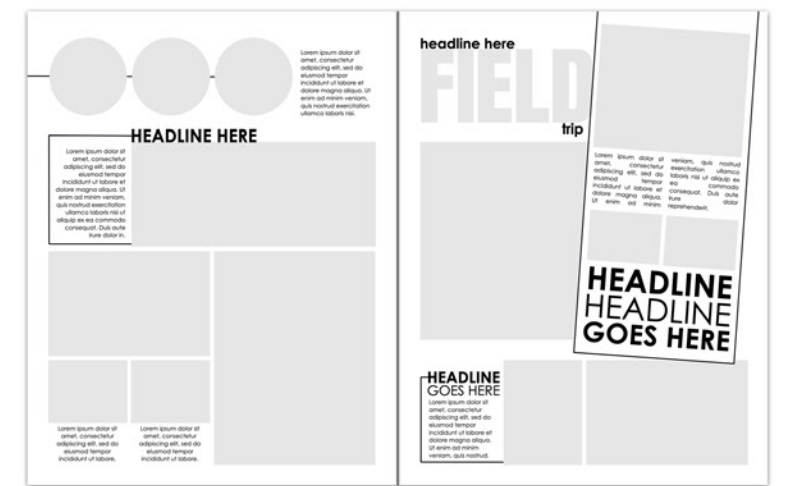 Lorem ipsum dolor sit
amet, consectetur
adipiscing elit, sed do
eiusmod tempor
incididunt ut labore et
dolore magna aliqua. Ut
enim ad minim veniam,
quis nostrud exercitation
ullamco laboris nisi.
HEADLINE HERE
Lorem ipsum dolor sit
amet, consectetur
adipiscing elit, sed do
eiusmod tempor
incididunt ut labore et
dolore magna aliqua. Ut
enim ad minim veniam,
quis nostrud exercitation
ullamco laboris nisi ut
aliquip ex ea commodo
consequat. Duis aute
irure dolor in.
Lorem ipsum dolor sit
amet, consectetur
adipiscing elit, sed do
eiusmod tempor
incididunt ut labore.
Lorem ipsum dolor sit
amet, consectetur
adipiscing elit, sed do
eiusmod tempor
incididunt ut labore.
headline here
FIELD
trip
Lorem ipsum dolor sit
amet, consectetur
adipiscing elit, sed do
eiusmod tempor
incididunt ut labore et
dolore magna aliqua.
Ut enim ad minim
veniam, quis nostrud
exercitation ullamco
laboris nisi ut aliquip ex
ea commodo
consequat. Duis aute
irure dolor
reprehenderit.
HEADLINE
HEADLINE
GOES HERE
HEADLINE
GOES HERE
Lorem ipsum dolor sit
amet, consectetur
adipiscing elit, sed do
eiusmod tempor
incididunt ut labore et
dolore magna aliqua.
Ut enim ad minim
veniam, quis nostrud.